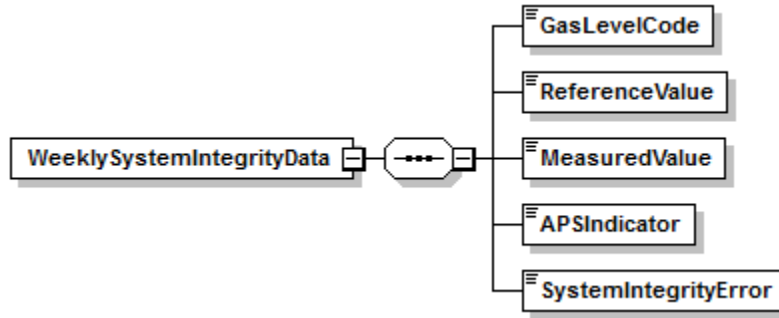 GasLevelCode
ReferenceValue
WeeklySystemIntegrityData
MeasuredValue
APSIndicator
SystemIntegrityError